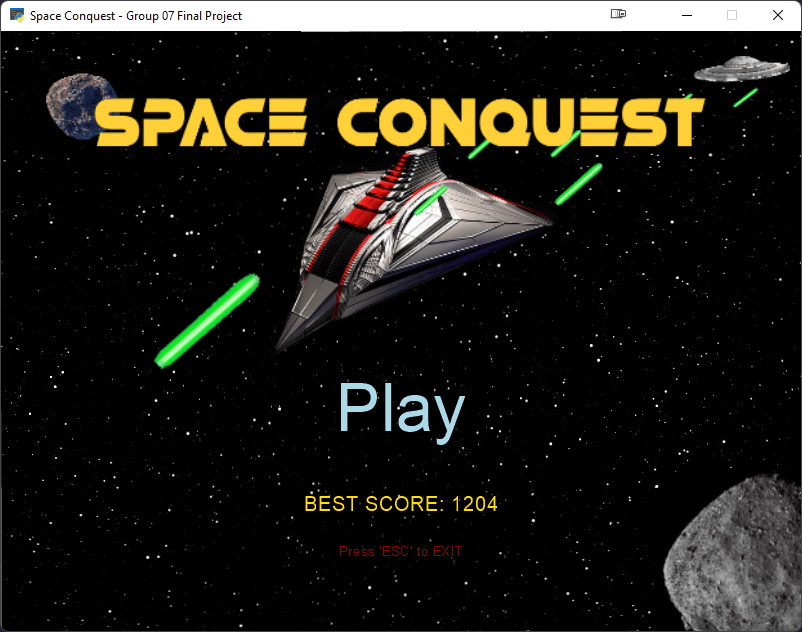 Space Conquest - Group 07 Final Project
SPACE CONQUEST
Play
BEST SCORE: 1204
Press 'ESC' to EXIT